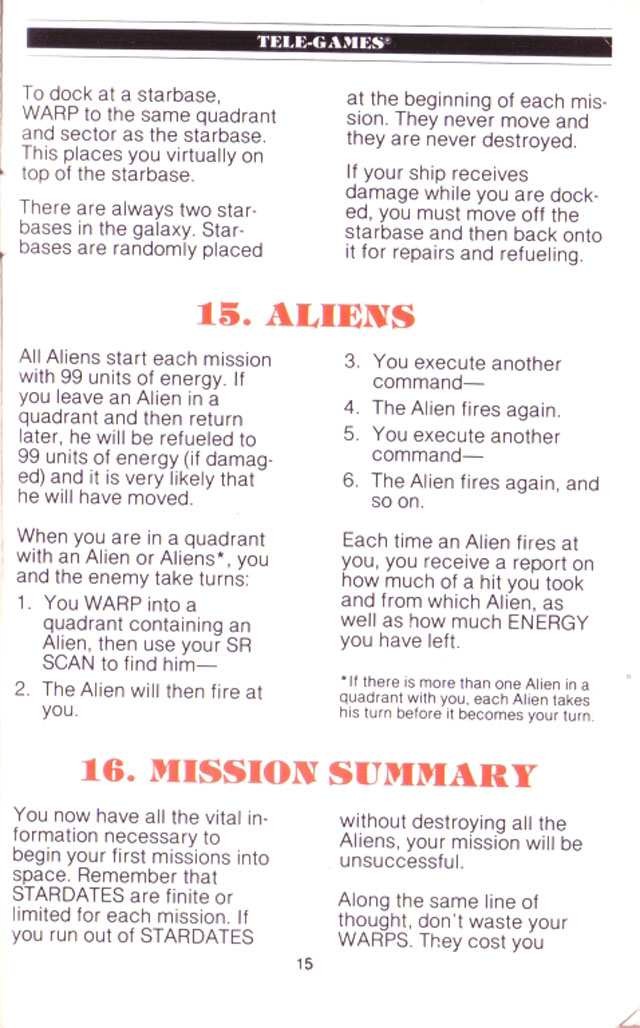 TELE-GAMES®
To dock at a starbase,
WARP to the same quadrant
and sector as the starbase.
This places you virtually on
top of the starbase.
There are always two star-
bases in the galaxy. Star-
bases are randomly placed
at the beginning of each mis-
sion. They never move and
they are never destroyed.
If your ship receives
damage while you are dock-
ed, you must move off the
starbase and then back onto
it for repairs and refueling.
15. ALIENS
All Aliens start each mission
with 99 units of energy. If
you leave an Alien in a
quadrant and then return
later, he will be refueled to
99 units of energy (if damag-
ed) and it is very likely that
he will have moved.
When you are in a quadrant
with an Alien or Aliens*, you
and the enemy take turns:
1. You WARP into a
quadrant containing an
Alien, then use your SR
SCAN to find him—
2. The Alien will then fire at
you.
3. You execute another
command—
4. The Alien fires again.
5. You execute another
command—
6. The Alien fires again, and
so on.
Each time an Alien fires at
you, you receive a report on
how much of a hit you took
and from which Alien, as
well as how much ENERGY
you have left.
*If there is more than one Alien in a
quadrant with you, each Alien takes
his turn before it becomes your turn.
16. MISSION SUMMARY
You now have all the vital in-
formation necessary to
begin your first missions into
space. Remember that
STARDATES are finite or
limited for each mission. If
you run out of STARDATES
without destroying all the
Aliens, your mission will be
unsuccessful.
Along the same line of
thought, don't waste your
WARPS. They cost you
15